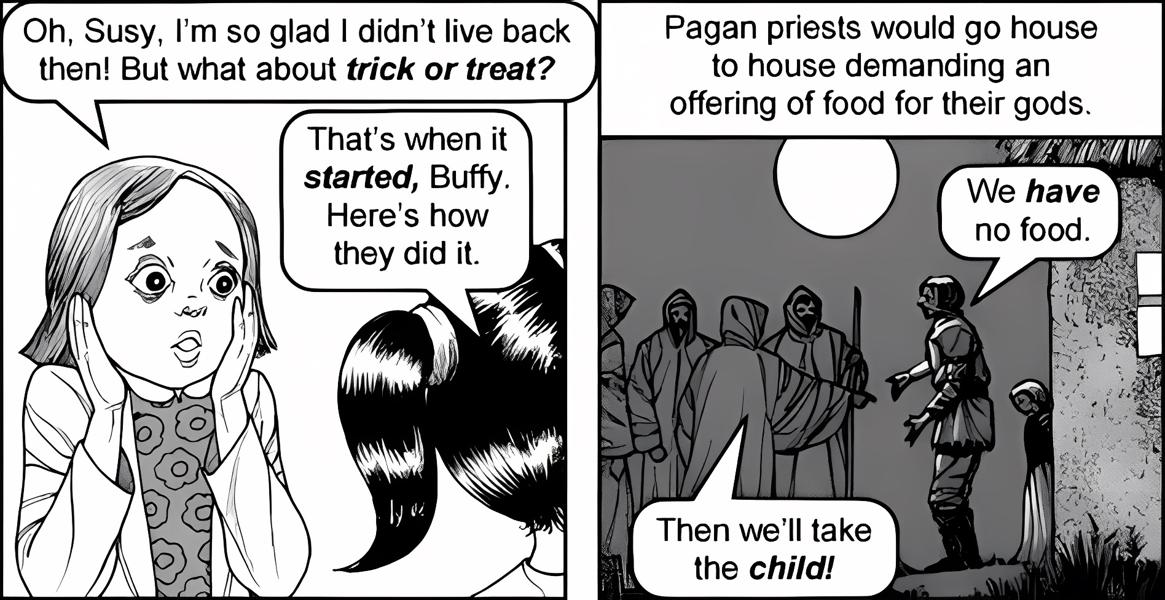 Oh, Susy, I'm so glad I didn't live back
then! But what about trick or treat?
That's when it
started, Buffy.
Here's how
they did it.
Pagan priests would go house
to house demanding an
offering of food for their gods.
We have
no food.
Then we'll take
the child!